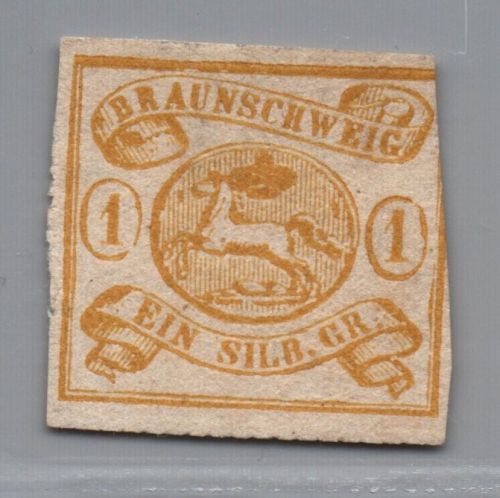 BRAUNSCHWEIG
1 1
EIN SILB. GR.